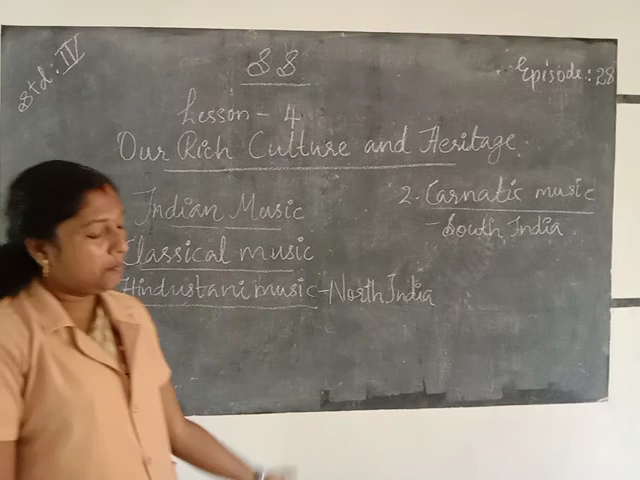 Std: IV
S S
Episode: 28
Lesson - 4
Our Rich Culture and Heritage.
Indian Music
Classical music
Hindustani music - North India
2. Carnatic music
- South India